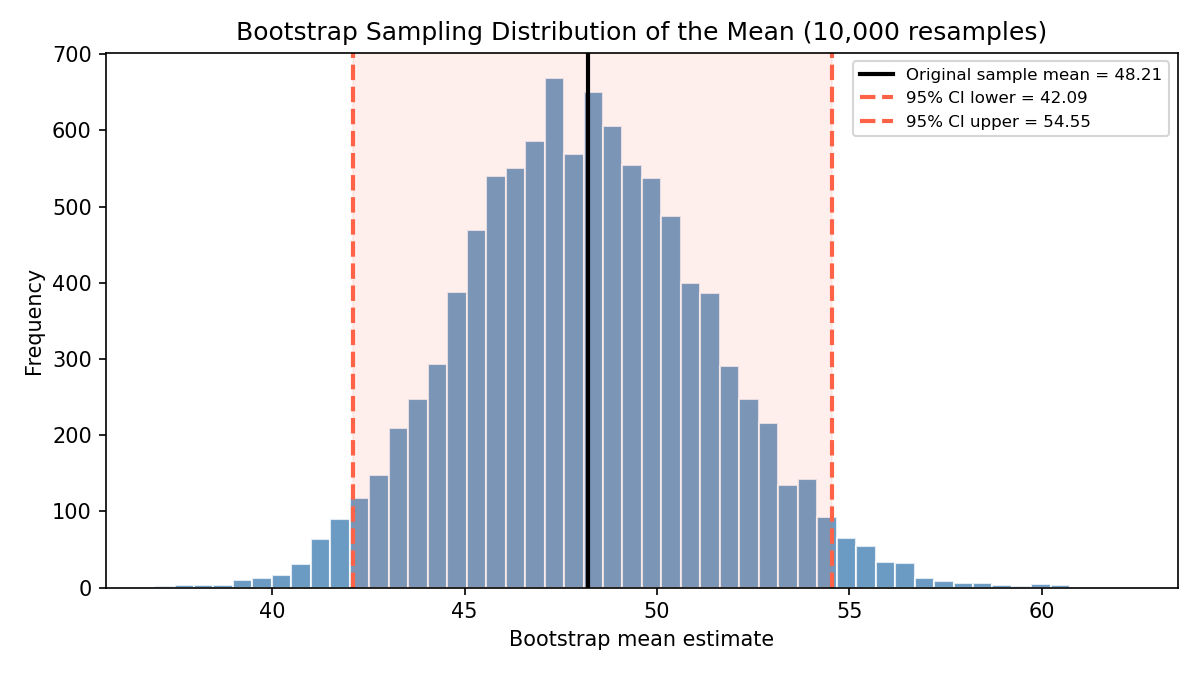 Bootstrap Sampling Distribution of the Mean (10,000 resamples)
Original sample mean = 48.21
95% CI lower = 42.09
95% CI upper = 54.55
Frequency
700
600
500
400
300
200
100
0
40 45 50 55 60
Bootstrap mean estimate